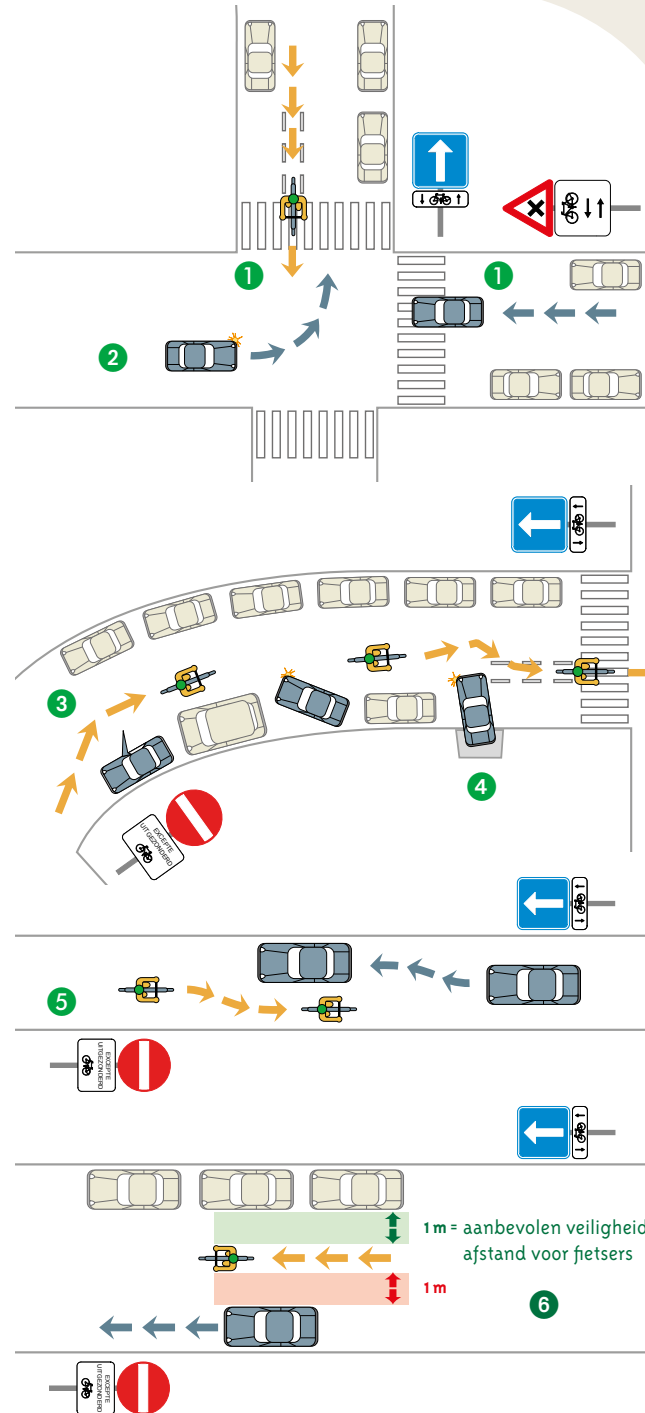 1
1
2
3
EXCEPTE
UITGEZONDERD
4
5
EXCEPTE
UITGEZONDERD
1 m = aanbevolen veiligheid
afstand voor fietsers
1 m
6
EXCEPTE
UITGEZONDERD